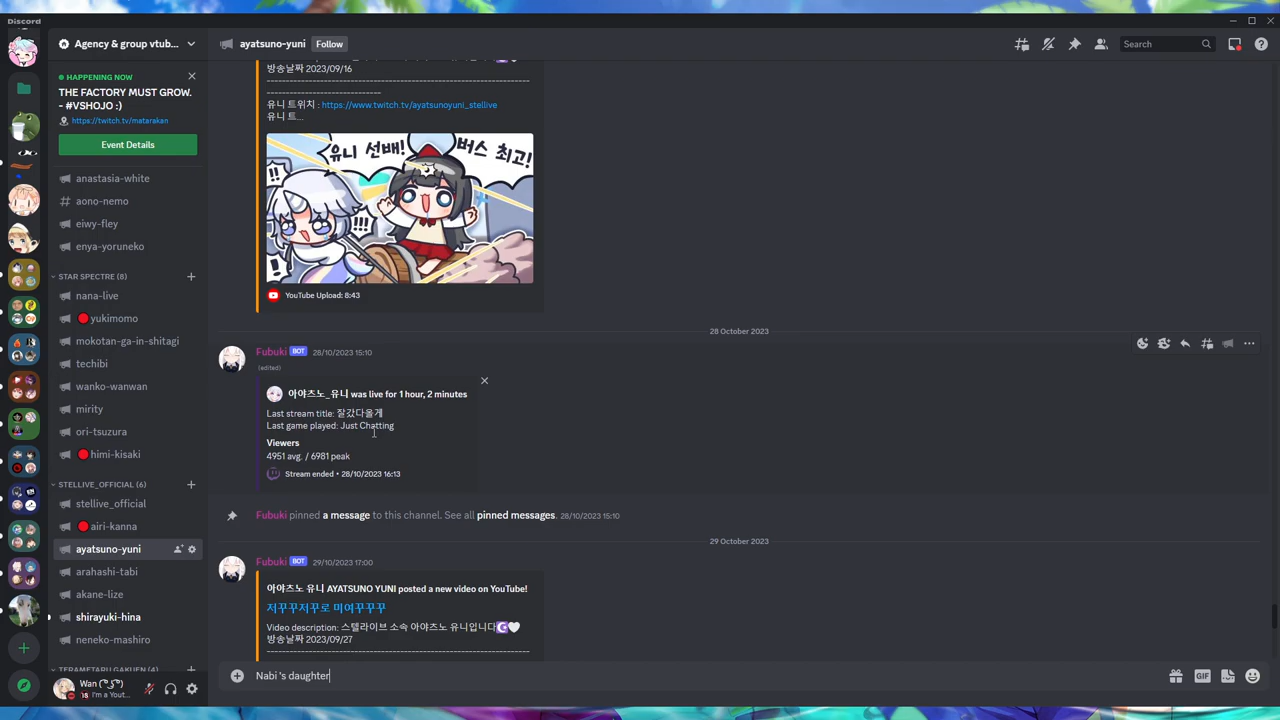 Discord
Agency & group vtub...
ayatsuno-yuni
Follow
Search
HAPPENING NOW
THE FACTORY MUST GROW.
- #VSHOJO :)
https://twitch.tv/matarakan
Event Details
anastasia-white
aono-nemo
eiwy-fley
enya-yoruneko
STAR SPECTRE (8)
nana-live
yukimomo
mokotan-ga-in-shitagi
techibi
wanko-wanwan
mirity
ori-tsuzura
himi-kisaki
STELLIVE_OFFICIAL (6)
stellive_official
airi-kanna
ayatsuno-yuni
arahashi-tabi
akane-lize
shirayuki-hina
neneko-mashiro
TERAMETARU GAKUEN (4)
Wan ( ͡° ͜ʖ ͡°)
I'm a Yout...
방송날짜 2023/09/16
--------------------------------------------------------
------------------------
유니 트위치 : https://www.twitch.tv/ayatsunoyuni_stellive
유니 트...
유니 선배!
버스 최고!
!!
!!!
YouTube Upload: 8:43
28 October 2023
Fubuki BOT 28/10/2023 15:10
(edited)
아야츠노_유니 was live for 1 hour, 2 minutes
Last stream title: 잘갔다올게
Last game played: Just Chatting
Viewers
4951 avg. / 6981 peak
Stream ended • 28/10/2023 16:13
Fubuki pinned a message to this channel. See all pinned messages. 28/10/2023 15:10
29 October 2023
Fubuki BOT 29/10/2023 17:00
아야츠노 유니 AYATSUNO YUNI posted a new video on YouTube!
저꾸꾸저꾸로 미여꾸꾸꾸
Video description: 스텔라이브 소속 아야츠노 유니입니다
방송날짜 2023/09/27
--------------------------------------------------------
Nabi 's daughter
GIF